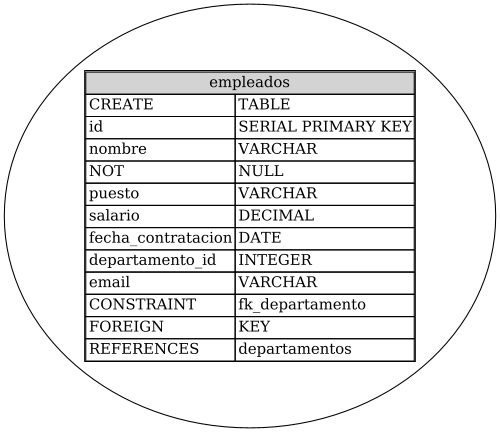 empleados
CREATE TABLE
id SERIAL PRIMARY KEY
nombre VARCHAR
NOT NULL
puesto VARCHAR
salario DECIMAL
fecha_contratacion DATE
departamento_id INTEGER
email VARCHAR
CONSTRAINT fk_departamento
FOREIGN KEY
REFERENCES departamentos